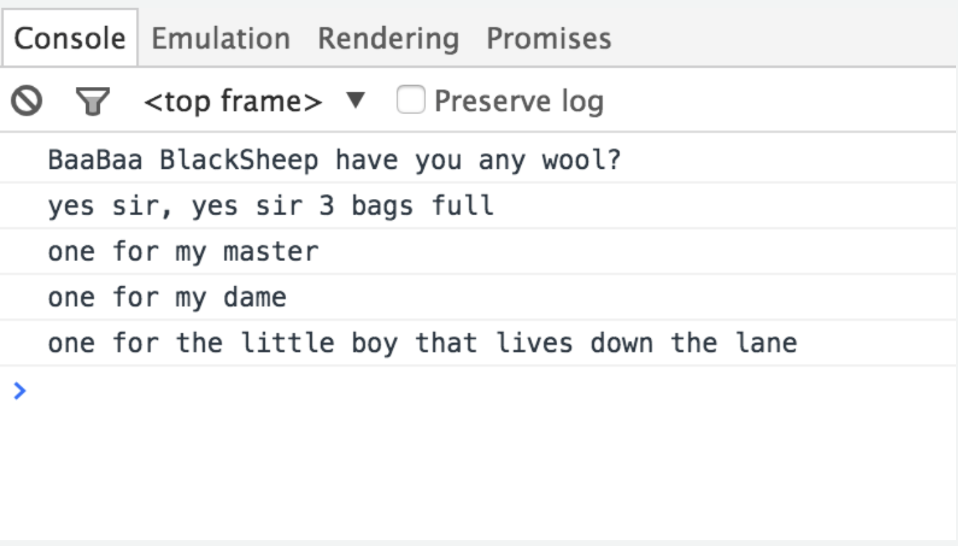 Console Emulation Rendering Promises
<top frame> ▼ Preserve log
BaaBaa BlackSheep have you any wool?
yes sir, yes sir 3 bags full
one for my master
one for my dame
one for the little boy that lives down the lane
>